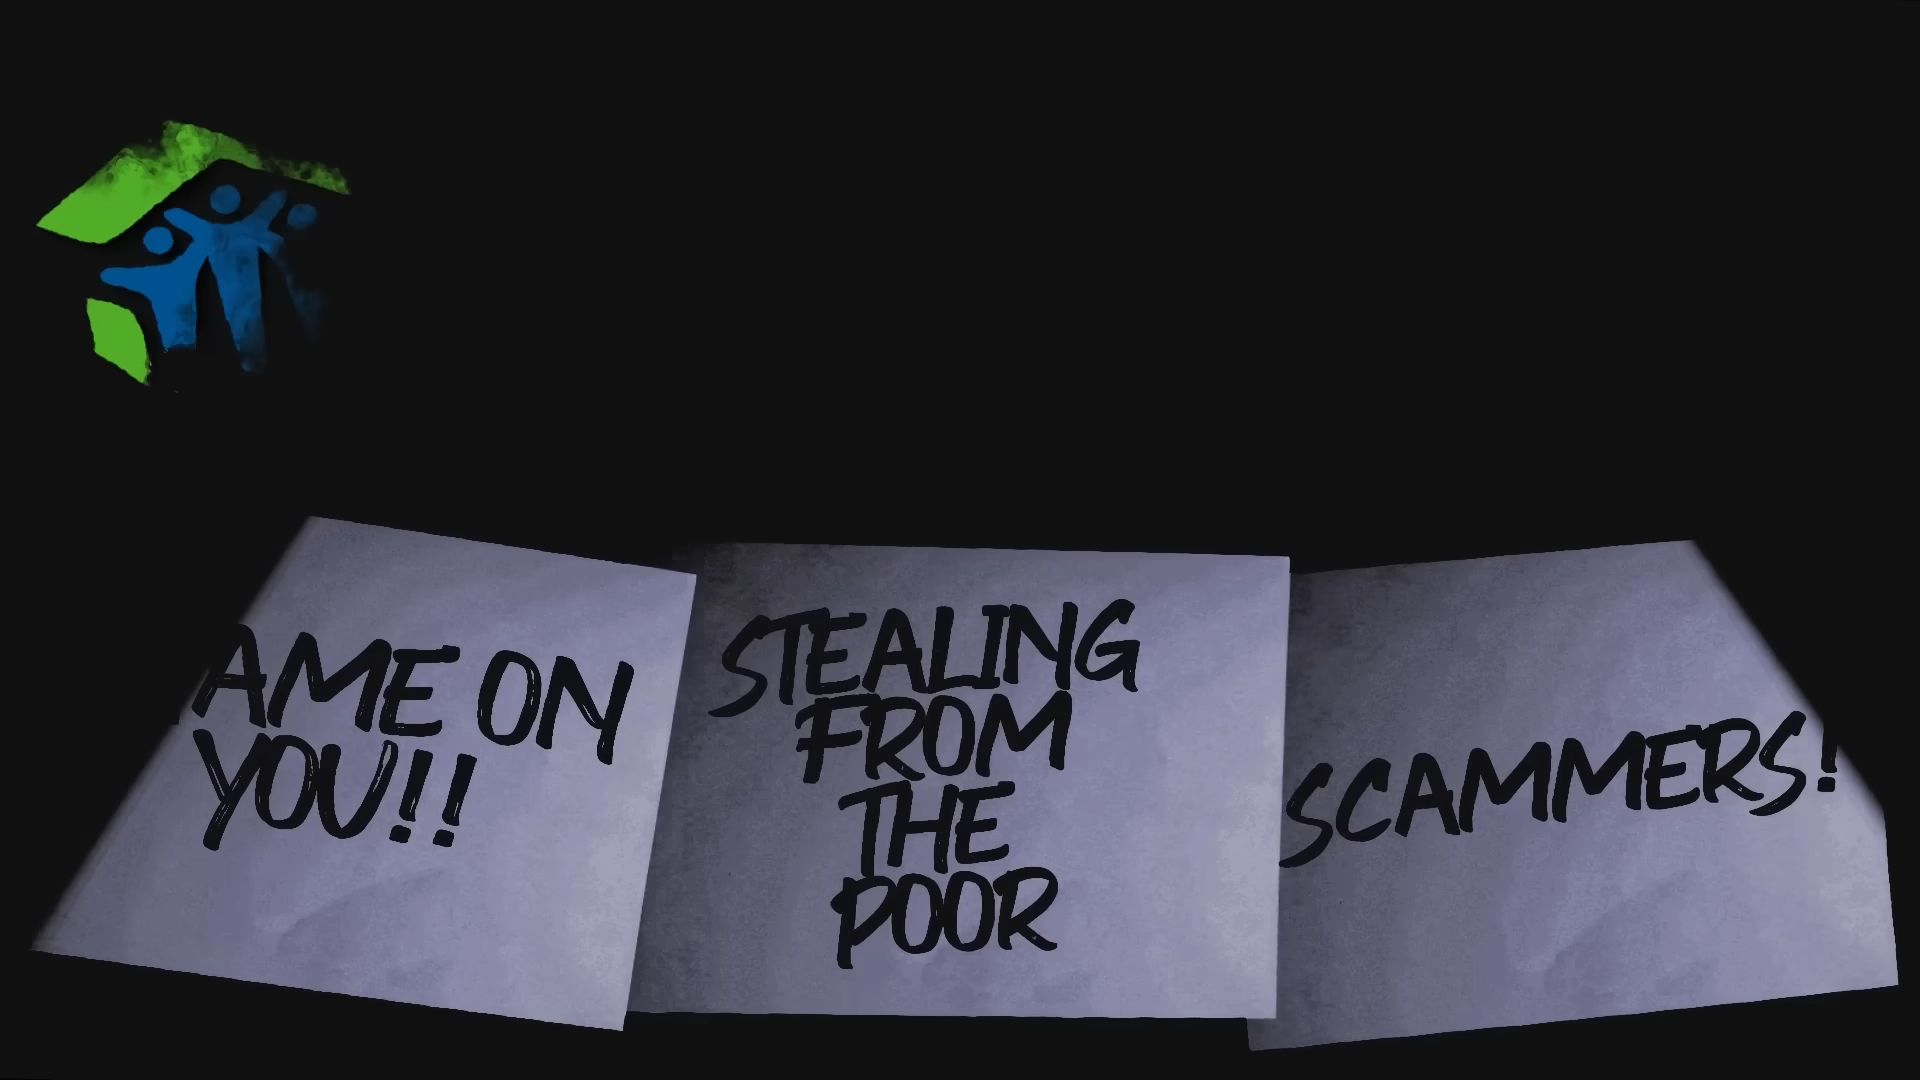 AME ON
YOU!!
STEALING
FROM
THE
POOR
SCAMMERS!